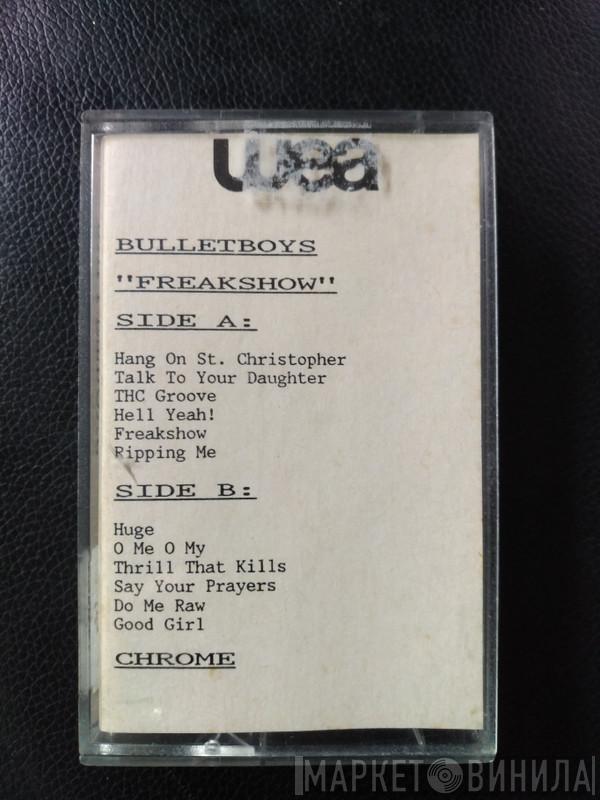 wea
BULLETBOYS
"FREAKSHOW"
SIDE A:
Hang On St. Christopher
Talk To Your Daughter
THC Groove
Hell Yeah!
Freakshow
Ripping Me
SIDE B:
Huge
O Me O My
Thrill That Kills
Say Your Prayers
Do Me Raw
Good Girl
CHROME
МАРКЕТ ВИНИЛА